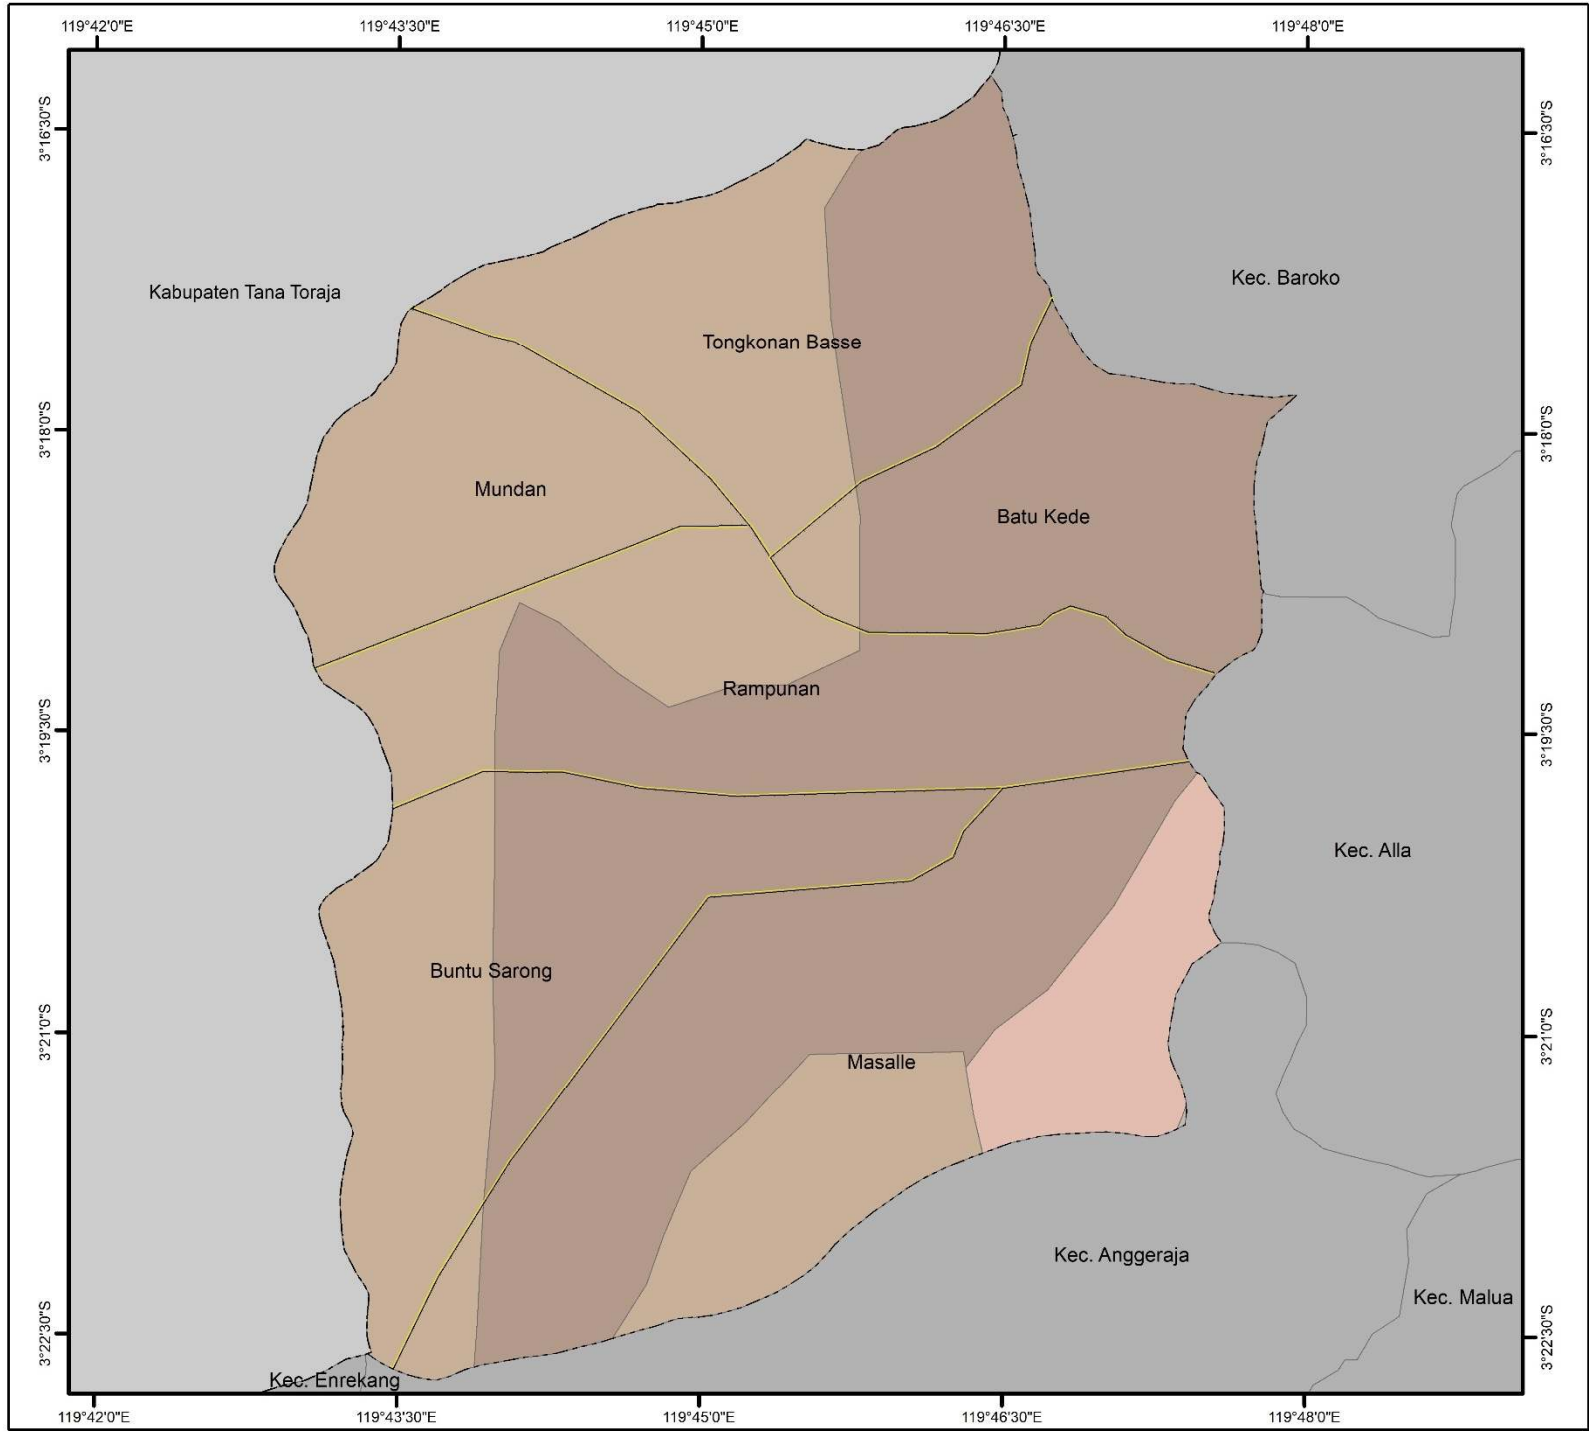 119°42'0"E
119°43'30"E
119°45'0"E
119°46'30"E
119°48'0"E
3°16'30"S
3°16'30"S
Kec. Baroko
Kabupaten Tana Toraja
Tongkonan Basse
3°18'0"S
3°18'0"S
Mundan
Batu Kede
Rampunan
3°19'30"S
3°19'30"S
Kec. Alla
Buntu Sarong
3°21'0"S
3°21'0"S
Masalle
Kec. Anggeraja
Kec. Malua
3°22'30"S
3°22'30"S
Kec. Enrekang
119°42'0"E
119°43'30"E
119°45'0"E
119°46'30"E
119°48'0"E